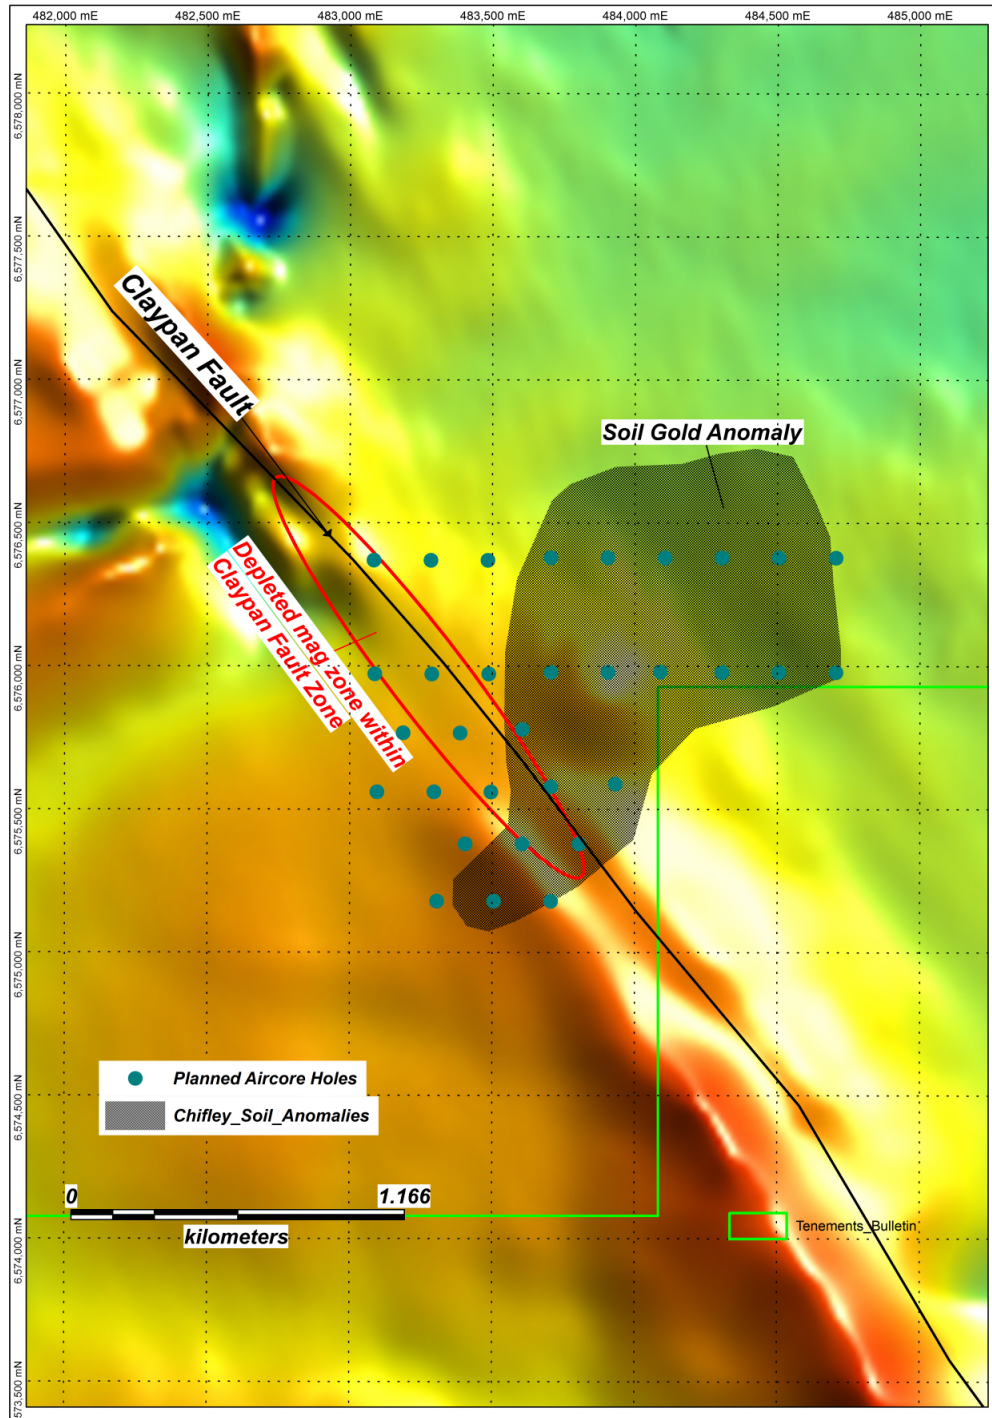 482,000 mE
482,500 mE
483,000 mE
483,500 mE
484,000 mE
484,500 mE
485,000 mE
6,578,000 mN
6,577,500 mN
6,577,000 mN
6,576,500 mN
6,576,000 mN
6,575,500 mN
6,575,000 mN
6,574,500 mN
6,574,000 mN
573,500 mN
Claypan Fault
Soil Gold Anomaly
Depleted mag zone within
Claypan Fault Zone
Planned Aircore Holes
Chifley_Soil_Anomalies
0
1.166
kilometers
Tenements_Bulletin